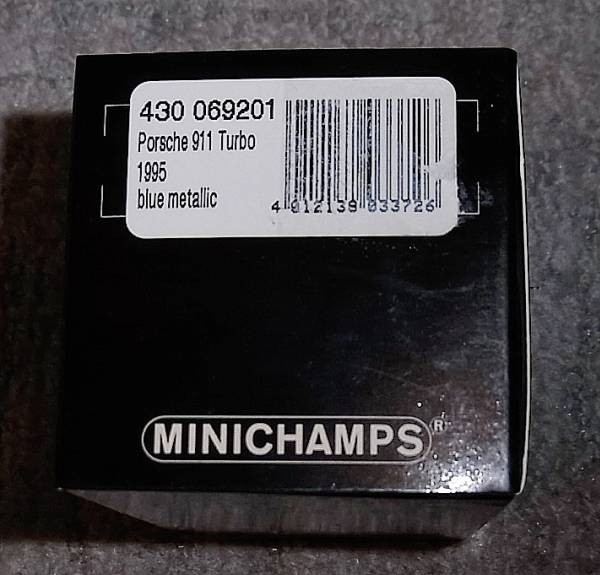 430 069201
Porsche 911 Turbo
1995
blue metallic
4 012138 033726
MINICHAMPS®